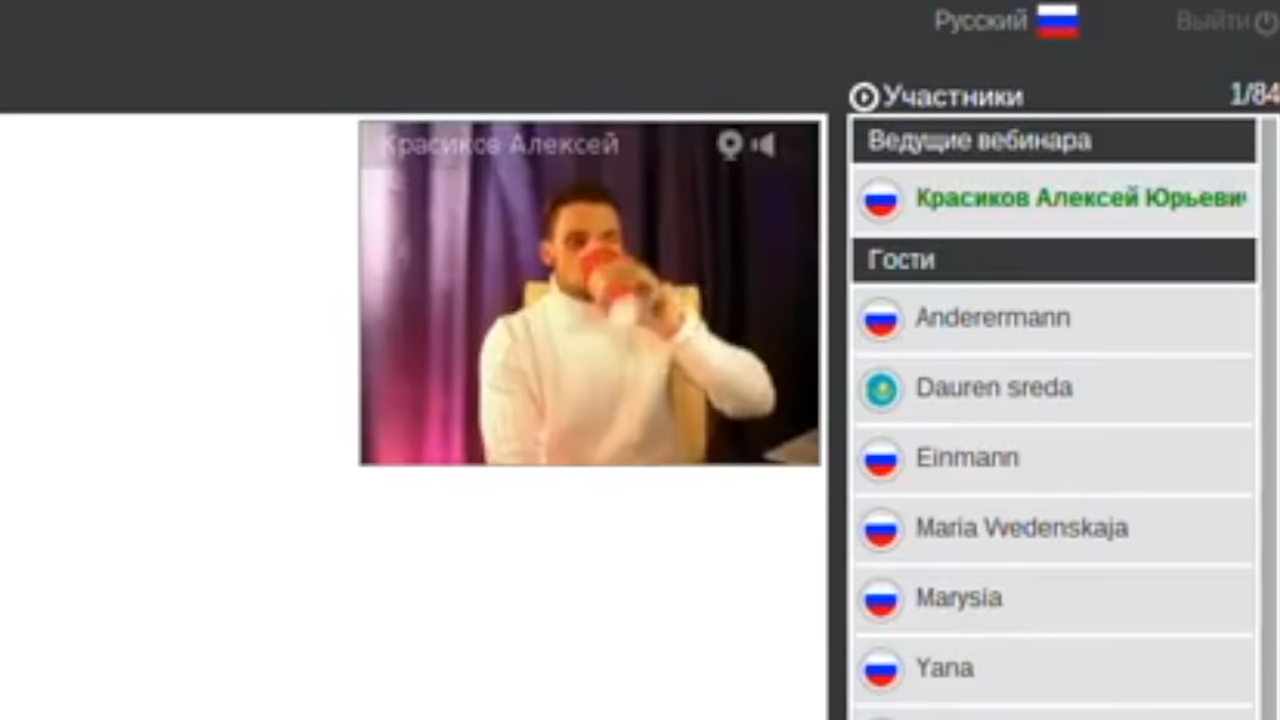 Русский
Выйти
Участники
1/84
Красиков Алексей
Ведущие вебинара
Красиков Алексей Юрьеви
Гости
Anderermann
Dauren sreda
Einmann
Maria Vvedenskaja
Marysia
Yana